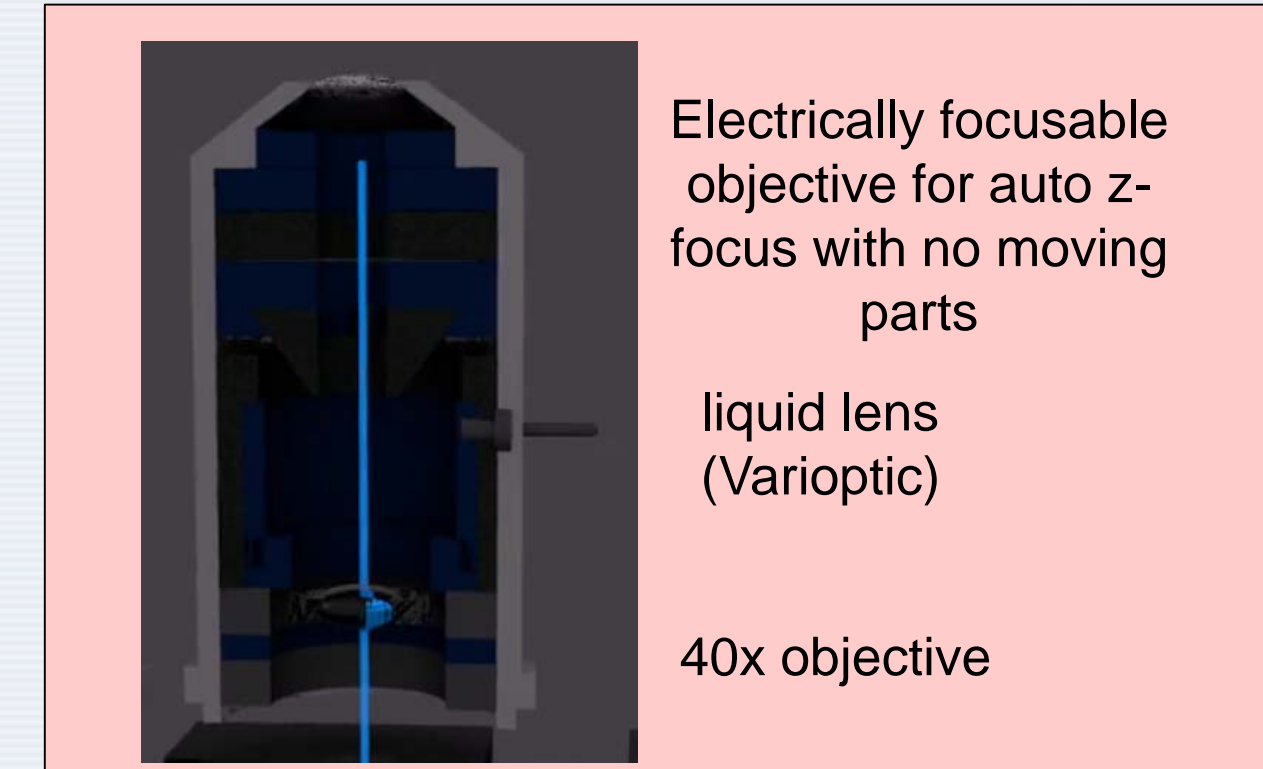 Electrically focusable
objective for auto z-
focus with no moving
parts
liquid lens
(Varioptic)
40x objective